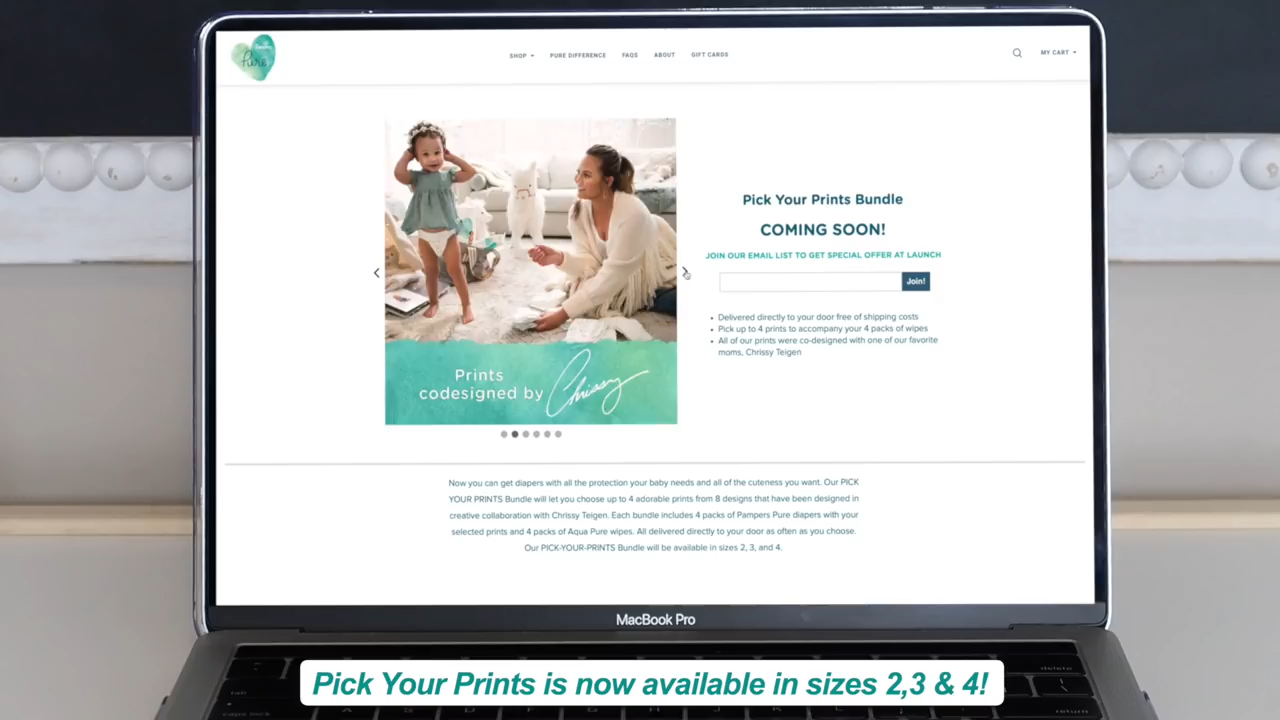 Pampers
Pure
SHOP
PURE DIFFERENCE
FAQS
ABOUT
GIFT CARDS
MY CART
Prints
codesigned by Chrissy
Pick Your Prints Bundle
COMING SOON!
JOIN OUR EMAIL LIST TO GET SPECIAL OFFER AT LAUNCH
Join!
• Delivered directly to your door free of shipping costs
• Pick up to 4 prints to accompany your 4 packs of wipes
• All of our prints were co-designed with one of our favorite
moms, Chrissy Teigen
Now you can get diapers with all the protection your baby needs and all of the cuteness you want. Our PICK
YOUR PRINTS Bundle will let you choose up to 4 adorable prints from 8 designs that have been designed in
creative collaboration with Chrissy Teigen. Each bundle includes 4 packs of Pampers Pure diapers with your
selected prints and 4 packs of Aqua Pure wipes. All delivered directly to your door as often as you choose.
Our PICK-YOUR-PRINTS Bundle will be available in sizes 2, 3, and 4.
MacBook Pro
delete
tab
caps lock
return
Pick Your Prints is now available in sizes 2,3 & 4!